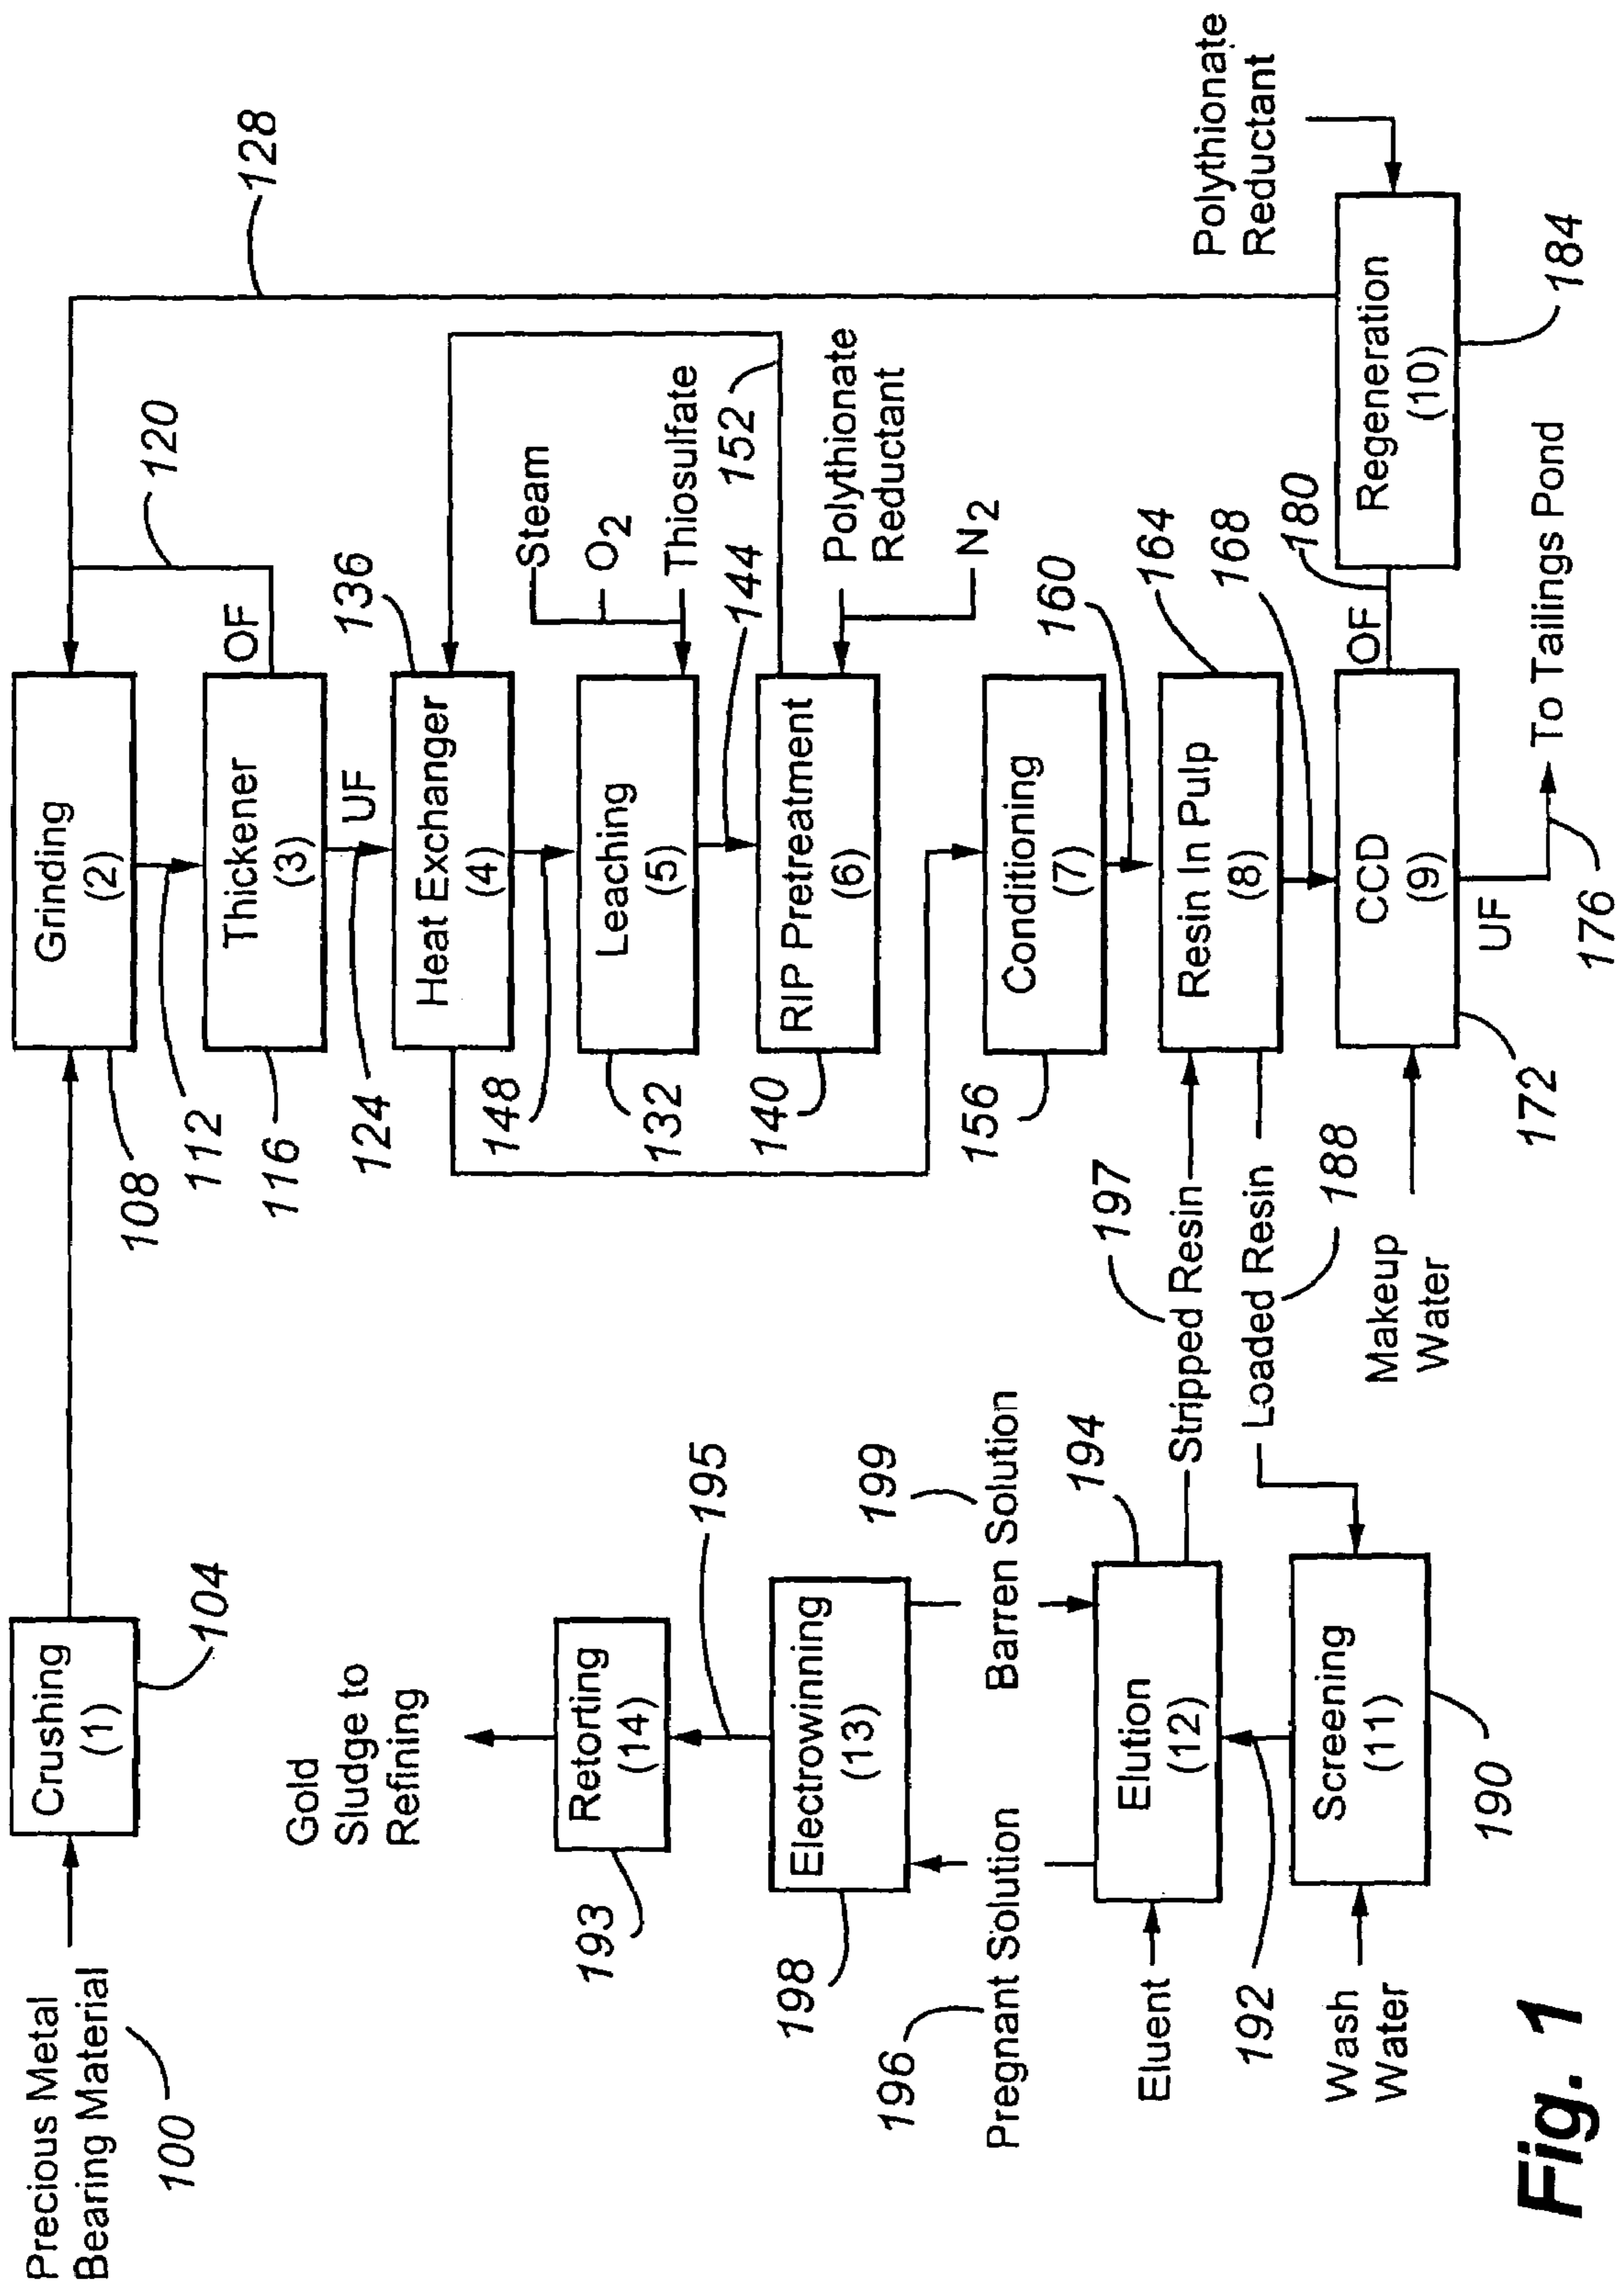 Precious Metal
Bearing Material
100
Crushing
(1)
104
Grinding
(2)
108
112
Thickener
(3)
116
OF
120
128
UF
124
Heat Exchanger
(4)
136
148
Steam
O2
Thiosulfate
Leaching
(5)
132
144
152
RIP Pretreatment
(6)
140
Polythionate
Reductant
N2
Conditioning
(7)
156
160
Resin In Pulp
(8)
164
168
Stripped Resin
197
Loaded Resin
188
CCD
(9)
172
Makeup
Water
OF
180
UF
176
To Tailings Pond
Regeneration
(10)
184
Polythionate
Reductant
Gold
Sludge to
Refining
Retorting
(14)
193
195
Electrowinning
(13)
198
Pregnant Solution
196
Barren Solution
199
Elution
(12)
194
Eluent
192
Screening
(11)
190
Wash
Water
Fig. 1